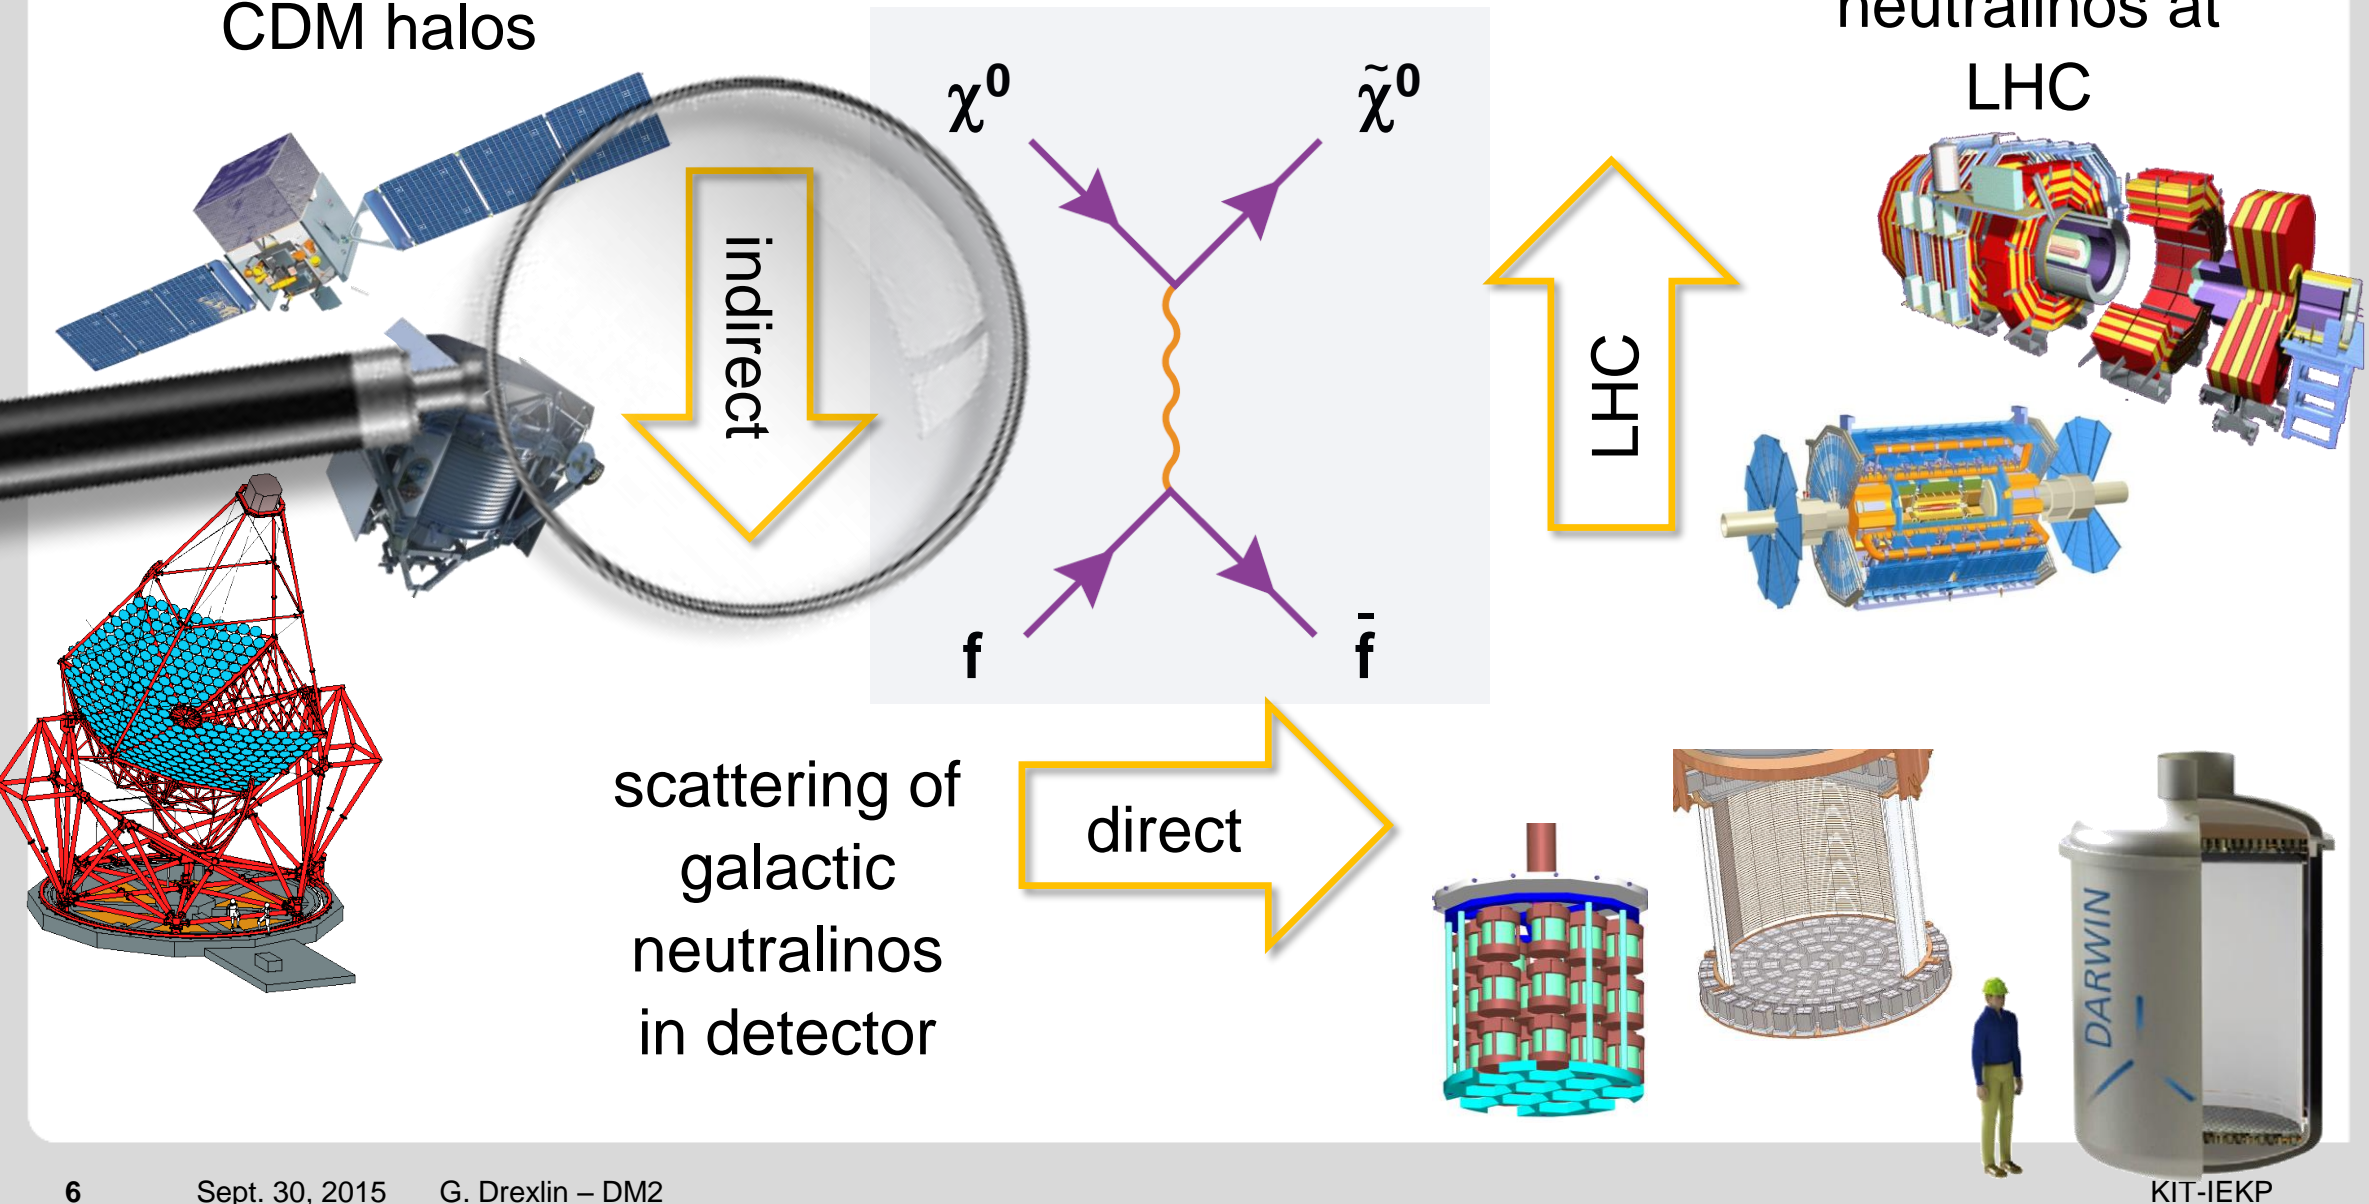 CDM halos
neutralinos at
LHC
χ⁰
χ̃⁰
indirect
LHC
f
f̄
scattering of
galactic
neutralinos
in detector
direct
DARWIN
6 Sept. 30, 2015 G. Drexlin – DM2 KIT-IEKP